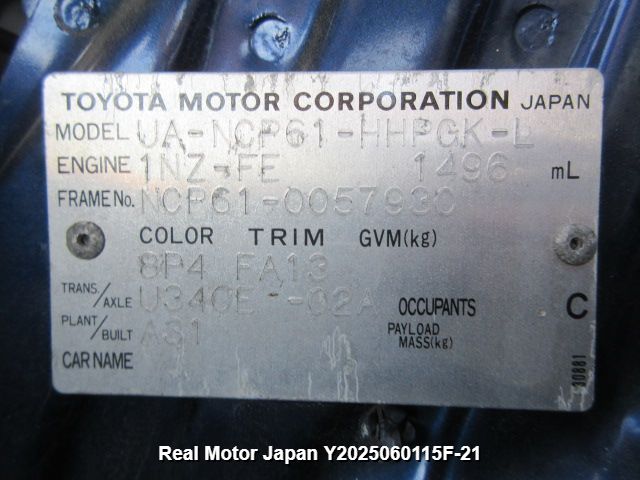 TOYOTA MOTOR CORPORATION JAPAN
MODEL UA-NCP61-HHPGK-L
ENGINE 1NZ-FE 1496 mL
FRAME No. NCP61-0057930
COLOR TRIM GVM(kg)
8P4 FA13
TRANS/AXLE U340E -02A OCCUPANTS C
PLANT/BUILT A31 PAYLOAD MASS(kg)
CAR NAME
30881
Real Motor Japan Y2025060115F-21